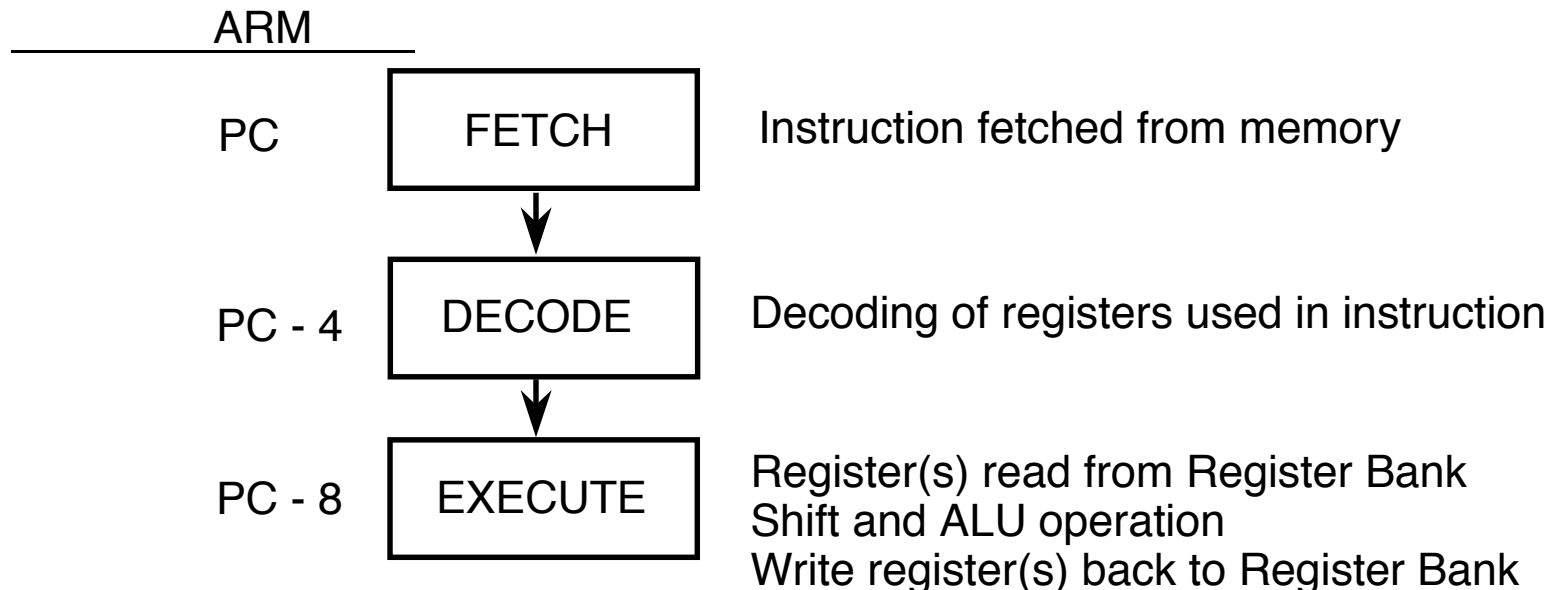 ARM
PC
FETCH
Instruction fetched from memory
PC - 4
DECODE
Decoding of registers used in instruction
PC - 8
EXECUTE
Register(s) read from Register Bank
Shift and ALU operation
Write register(s) back to Register Bank